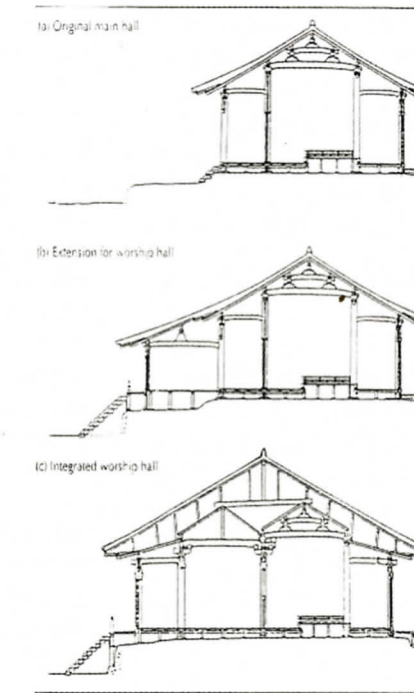 (a) Original main hall
(b) Extension for worship hall
(c) Integrated worship hall